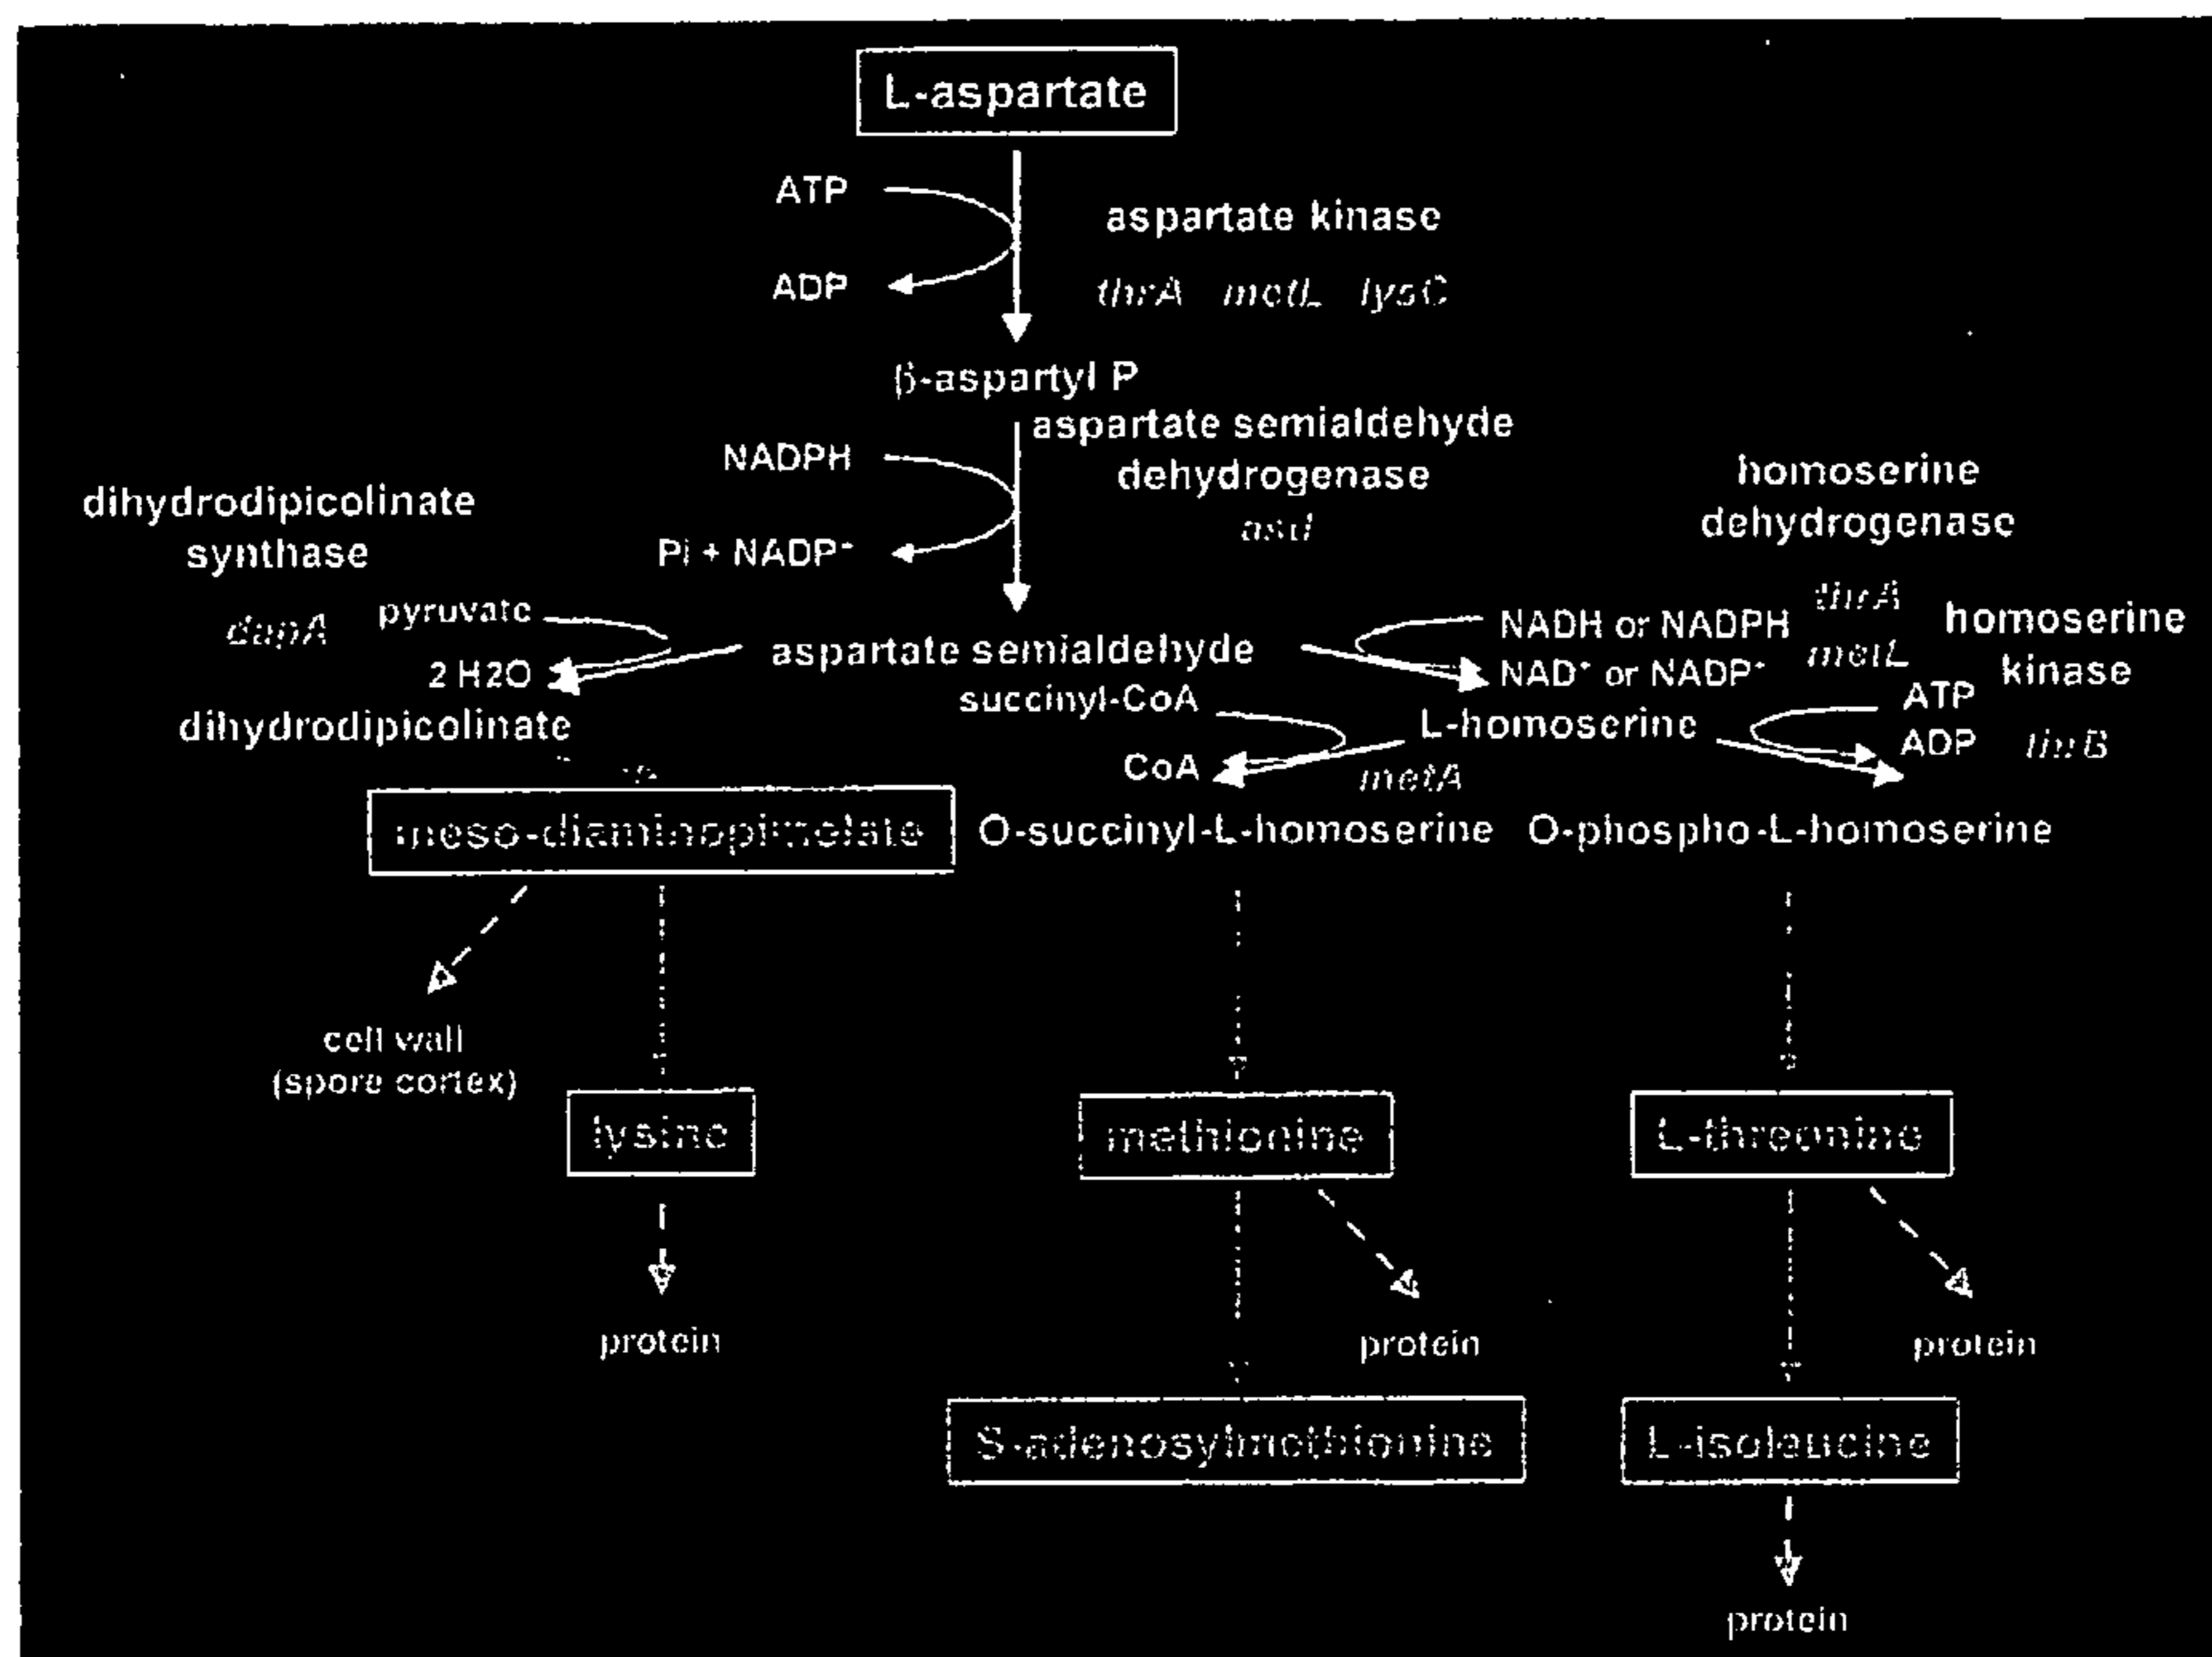 L-aspartate
ATP
aspartate kinase
ADP
thrA metL lysC
β-aspartyl P
aspartate semialdehyde
dehydrogenase
asd
NADPH
Pi + NADP+
dihydrodipicolinate
synthase
dapA
pyruvate
2 H2O
dihydrodipicolinate
aspartate semialdehyde
homoserine
dehydrogenase
thrA
metL
NADH or NADPH
NAD+ or NADP+
homoserine
kinase
ATP
ADP
thrB
succinyl-CoA
CoA
L-homoserine
metA
meso-diaminopimelate
O-succinyl-L-homoserine
O-phospho-L-homoserine
cell wall
(spore cortex)
lysine
methionine
L-threonine
protein
protein
protein
S-adenosylmethionine
L-isoleucine
protein